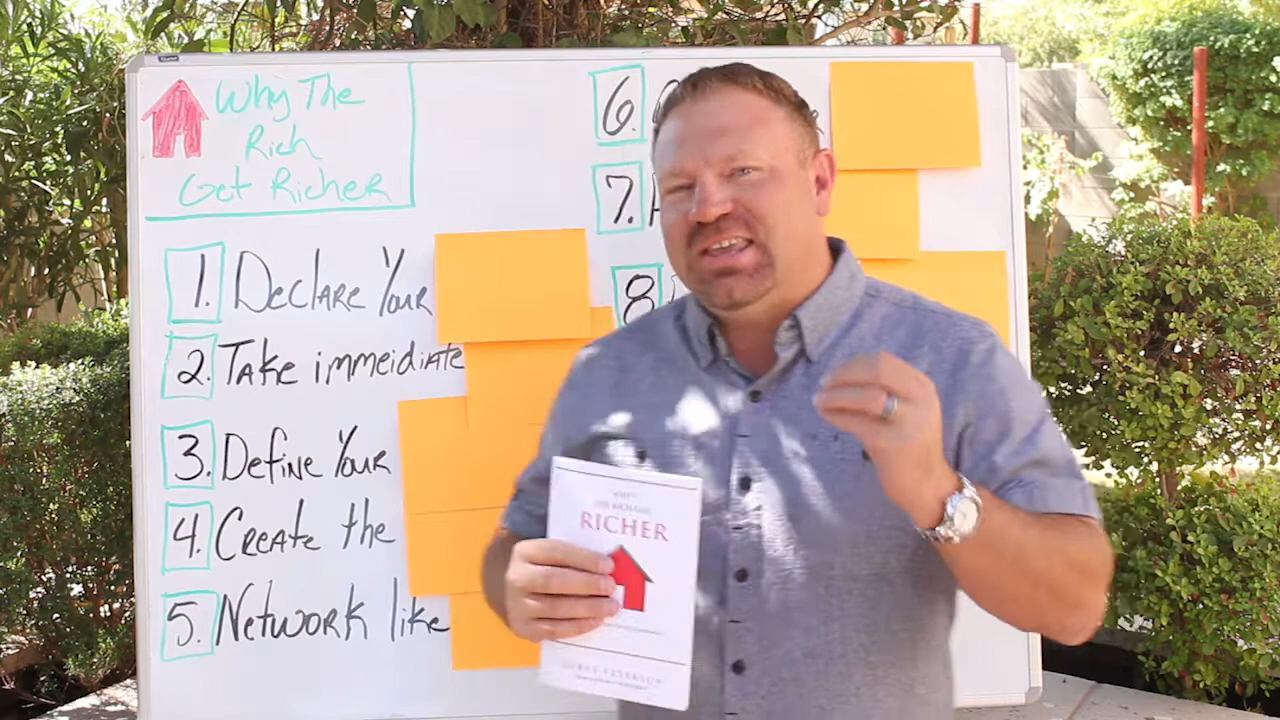 Why The
Rich
Get Richer
1. Declare Your
2. Take immeidiate
3. Define Your
4. Create the
5. Network like
6.
7.
8
RICHER